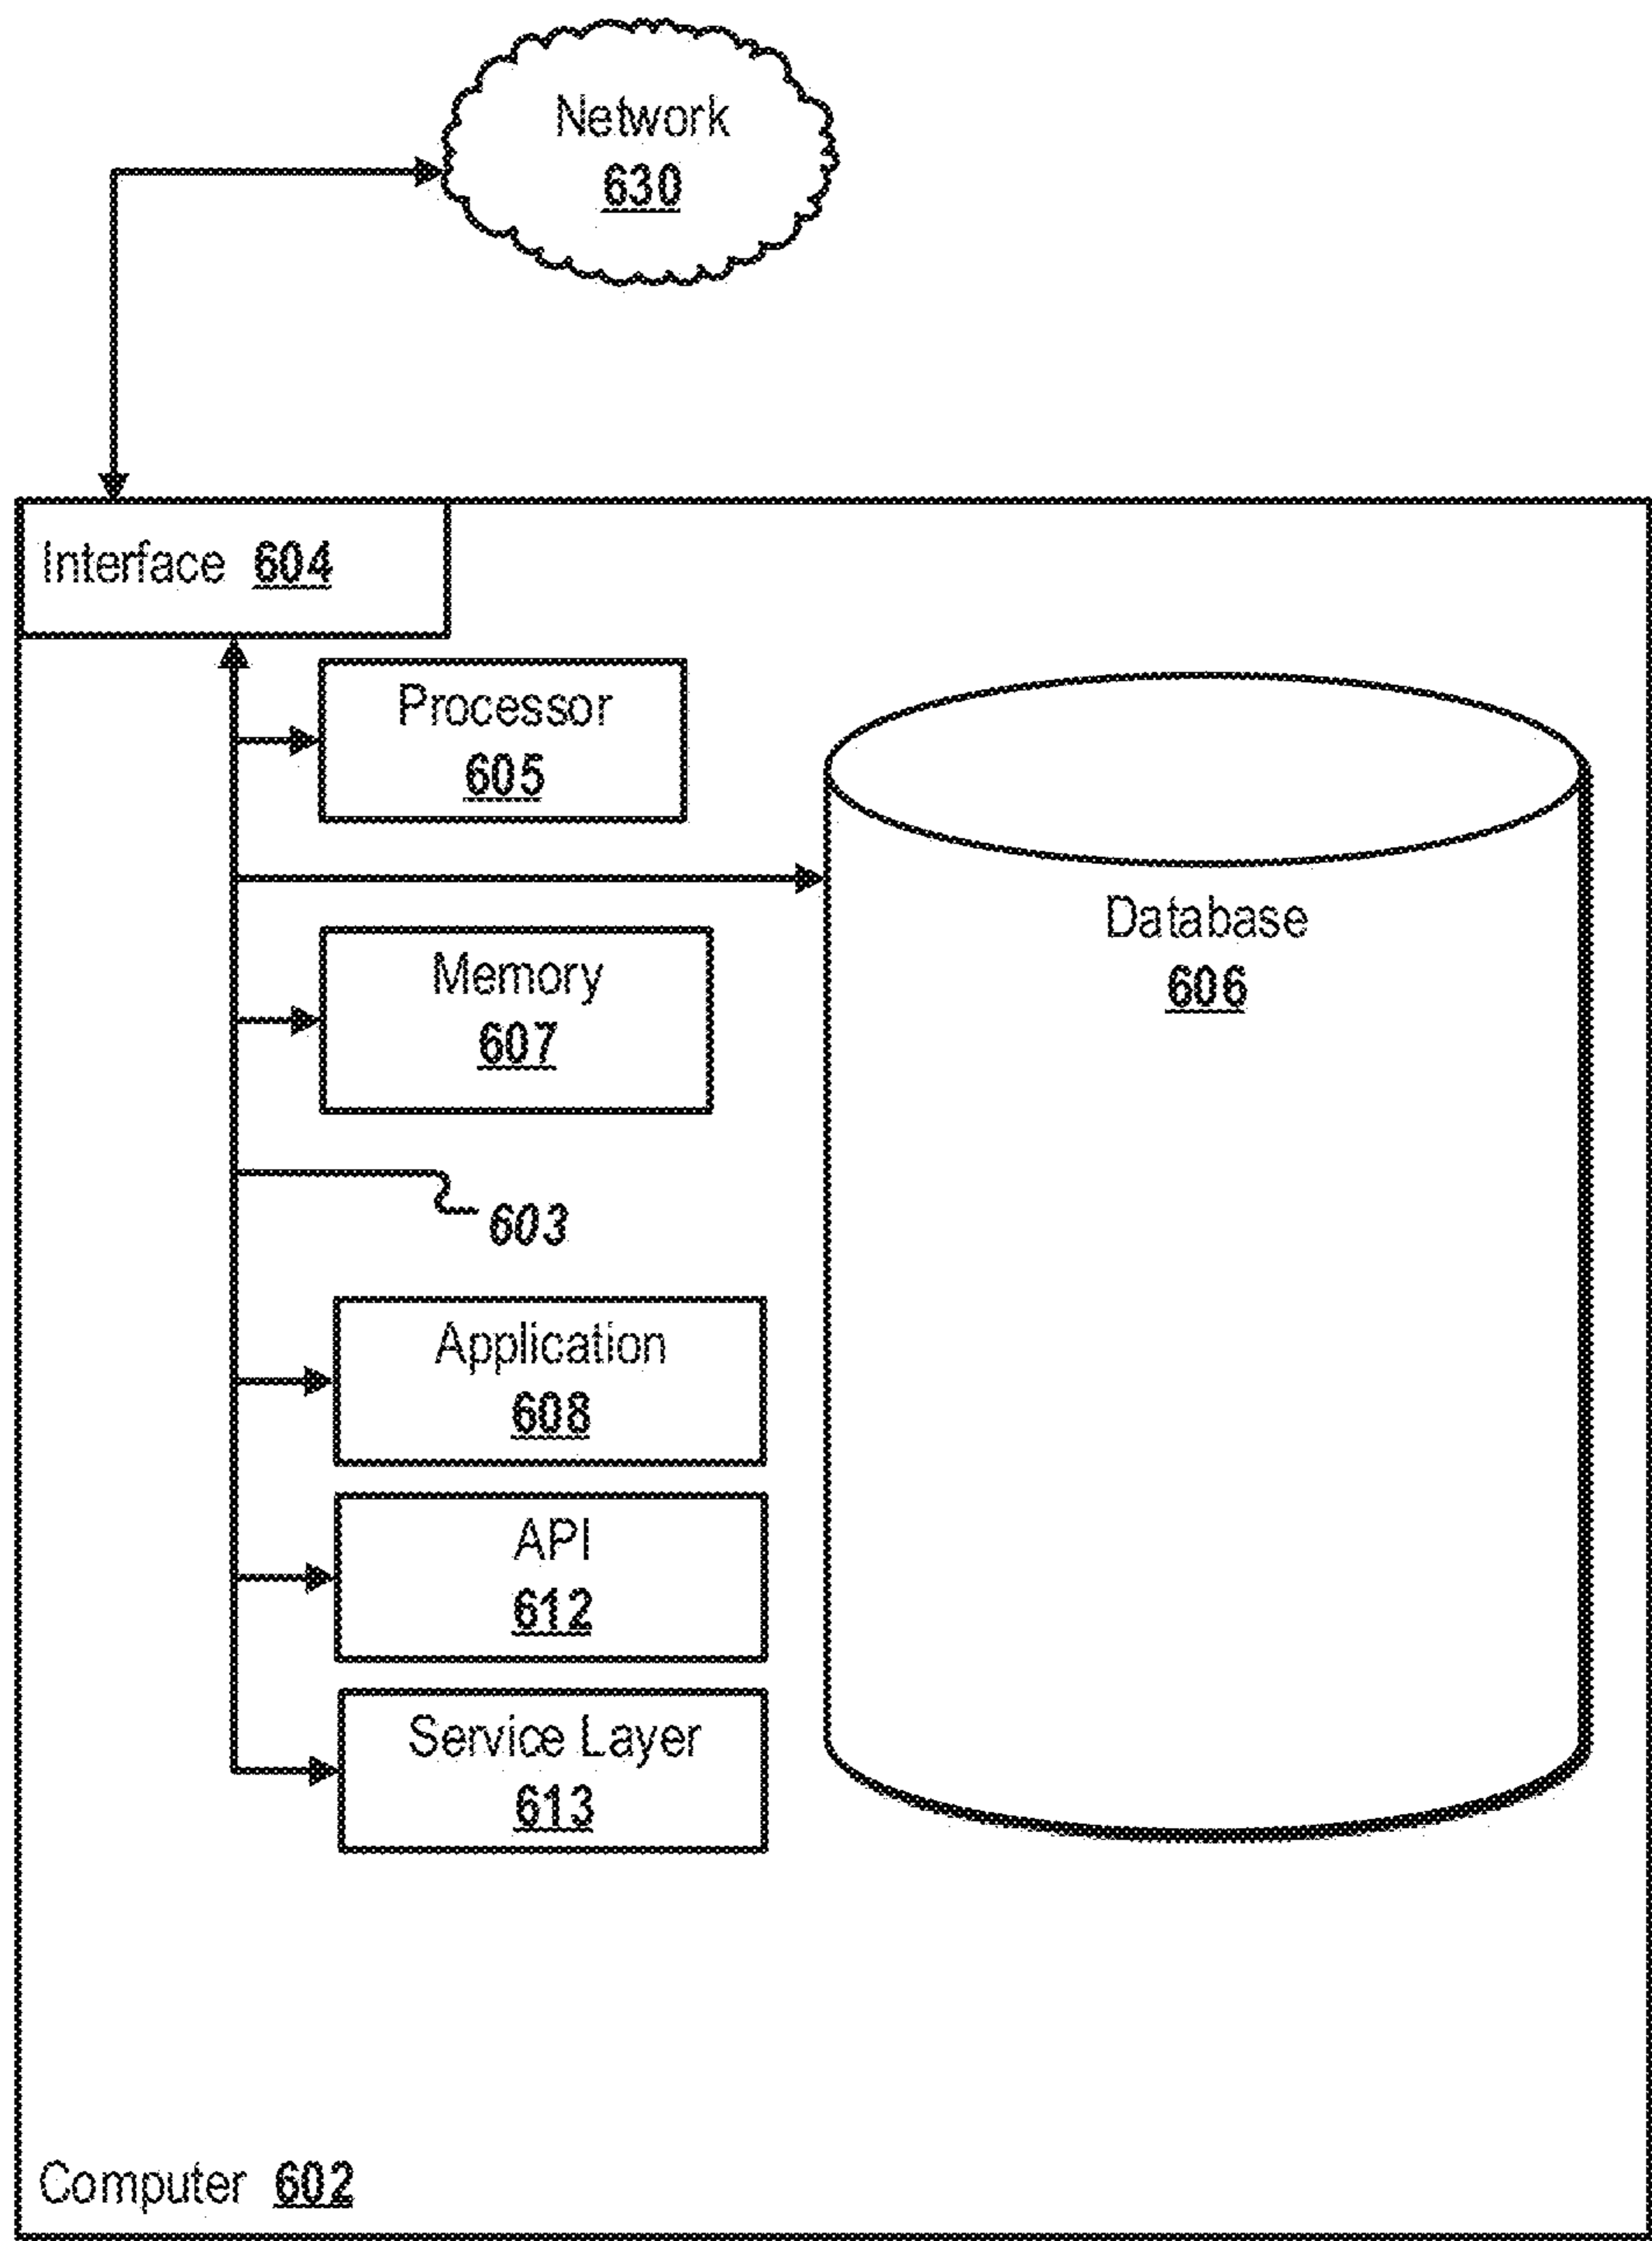 Network
630
Interface 604
Processor
605
Database
606
Memory
607
603
Application
608
API
612
Service Layer
613
Computer 602